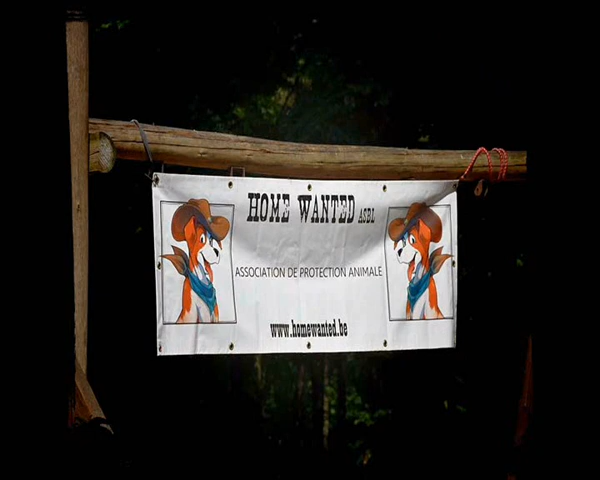 HOME WANTED ASBL
ASSOCIATION DE PROTECTION ANIMALE
www.homewanted.be